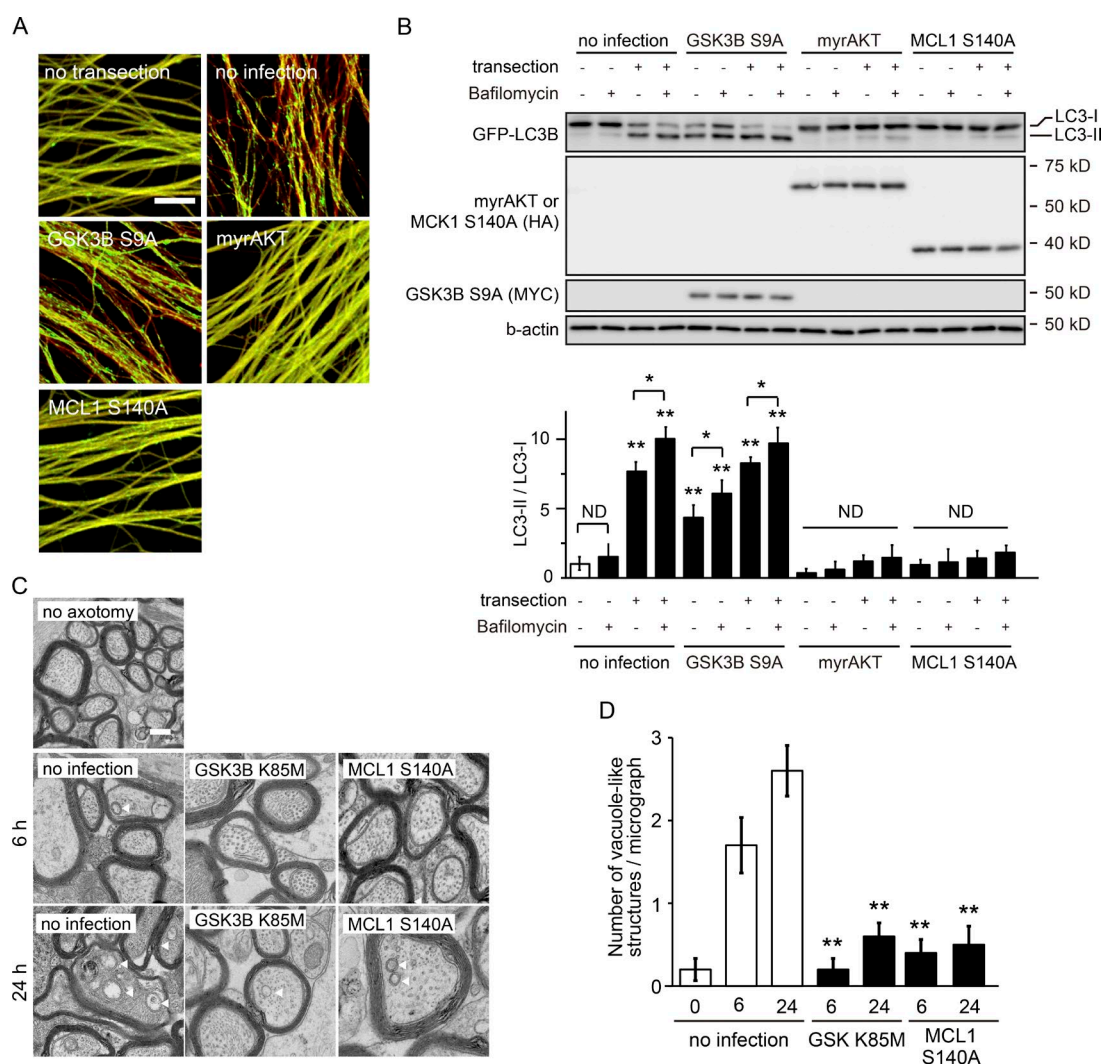 A
no transection
no infection
GSK3B S9A
myrAKT
MCL1 S140A
B
no infection GSK3B S9A myrAKT MCL1 S140A
transection - - + + - - + + - - + + - - + +
Bafilomycin - + - + - + - + - + - + - + - +
GFP-LC3B
LC3-I
LC3-II
myrAKT or
MCK1 S140A (HA)
75 kD
50 kD
40 kD
GSK3B S9A (MYC)
50 kD
b-actin
50 kD
LC3-II / LC3-I
10
5
0
ND
*
**
**
*
**
**
*
**
**
ND
ND
transection - - + + - - + + - - + + - - + +
Bafilomycin - + - + - + - + - + - + - + - +
no infection GSK3B S9A myrAKT MCL1 S140A
C
no axotomy
6 h
no infection
GSK3B K85M
MCL1 S140A
24 h
no infection
GSK3B K85M
MCL1 S140A
D
Number of vacuole-like
structures / micrograph
3
2
1
0
** ** ** **
0 6 24 6 24 6 24
no infection GSK K85M MCL1
S140A